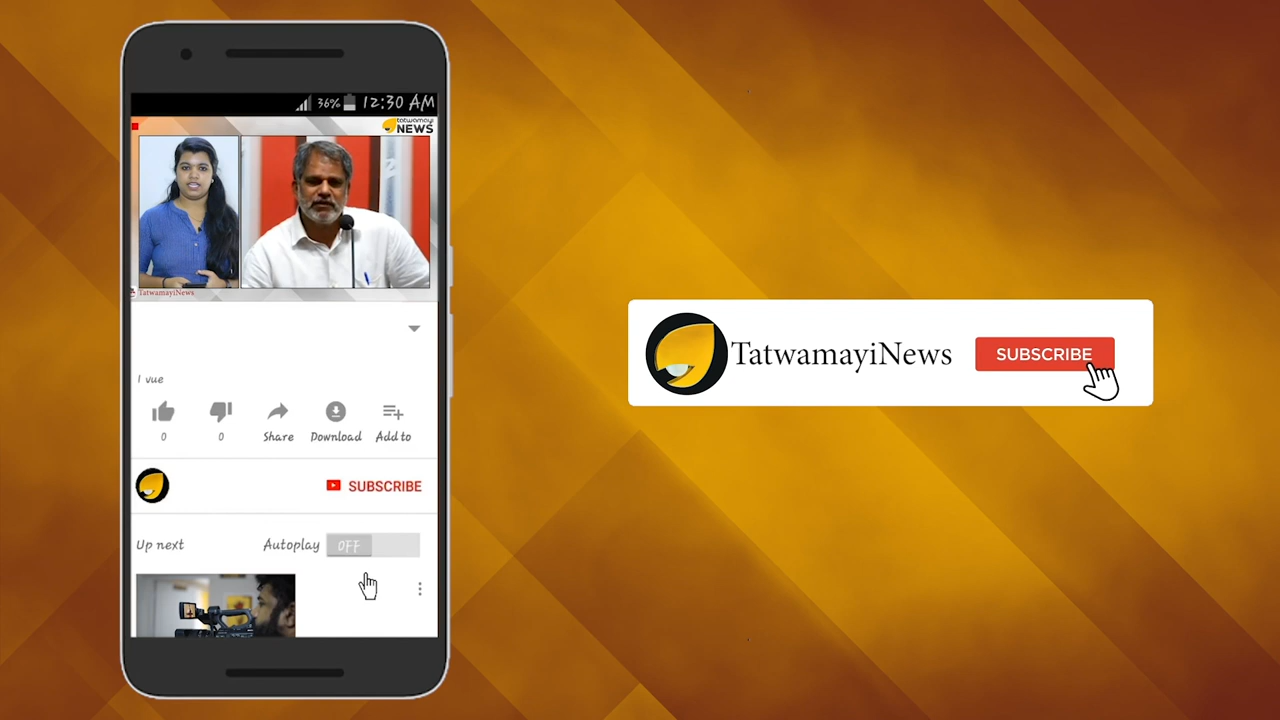 36%
12:30 AM
tatwamayi
NEWS
TatwamayiNews
1 vue
0
0
Share
Download
Add to
SUBSCRIBE
Up next
Autoplay
OFF
TatwamayiNews
SUBSCRIBE